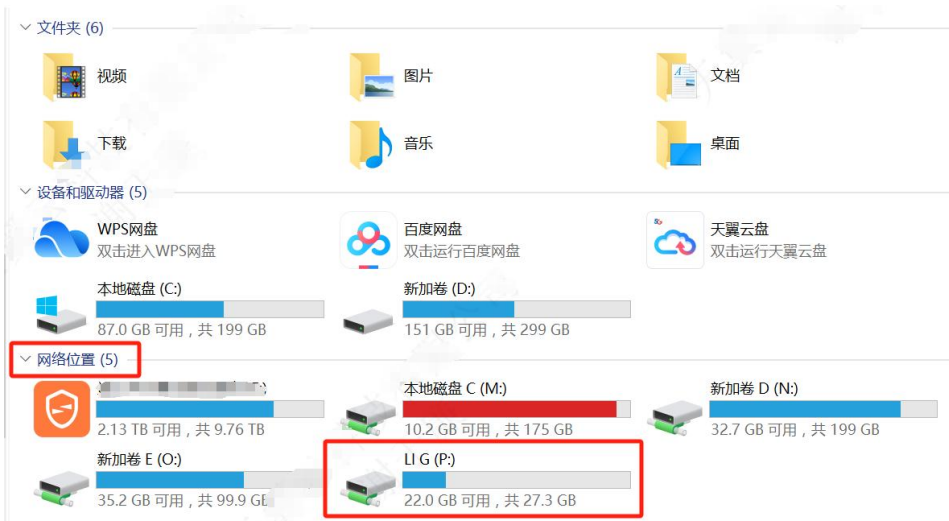 文件夹 (6)
视频
图片
文档
下载
音乐
桌面
设备和驱动器 (5)
WPS网盘
双击进入WPS网盘
百度网盘
双击运行百度网盘
天翼云盘
双击运行天翼云盘
本地磁盘 (C:)
87.0 GB 可用，共 199 GB
新加卷 (D:)
151 GB 可用，共 299 GB
网络位置 (5)
2.13 TB 可用，共 9.76 TB
本地磁盘 C (M:)
10.2 GB 可用，共 175 GB
新加卷 D (N:)
32.7 GB 可用，共 199 GB
新加卷 E (O:)
35.2 GB 可用，共 99.9 GB
LI G (P:)
22.0 GB 可用，共 27.3 GB